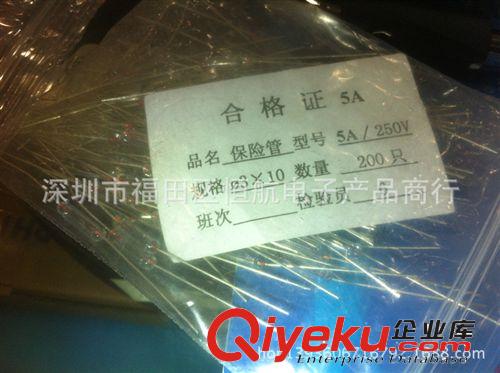 合格证 5A
品名 保险管 型号 5A/250V
规格 ø3×10 数量 200只
班次 检验员
深圳市福田区恒航电子产品商行
Qiyeku.com 企业库
Enterprise Database